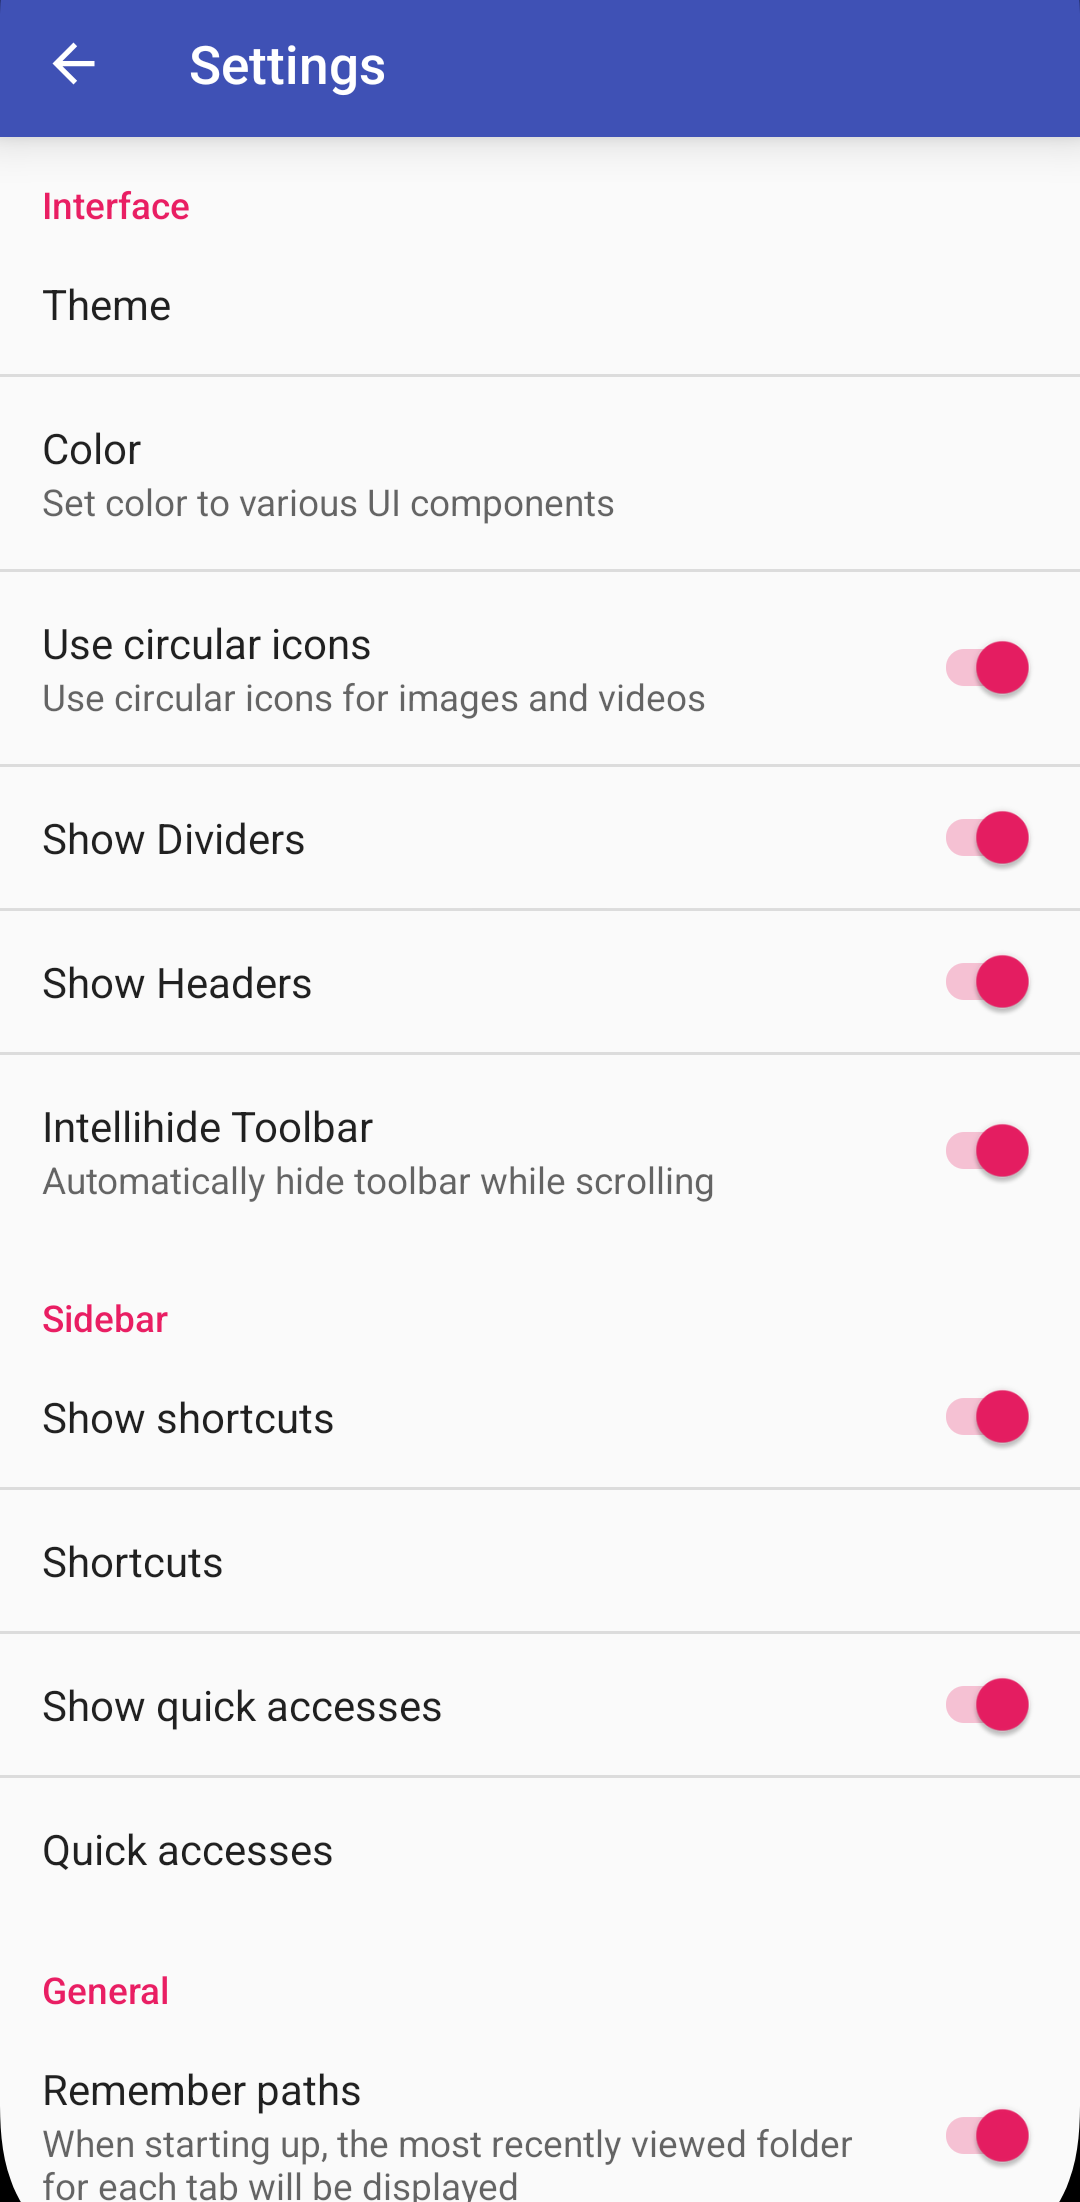 Settings
Interface
Theme
Color
Set color to various UI components
Use circular icons
Use circular icons for images and videos
Show Dividers
Show Headers
Intellihide Toolbar
Automatically hide toolbar while scrolling
Sidebar
Show shortcuts
Shortcuts
Show quick accesses
Quick accesses
General
Remember paths
When starting up, the most recently viewed folder
for each tab will be displayed